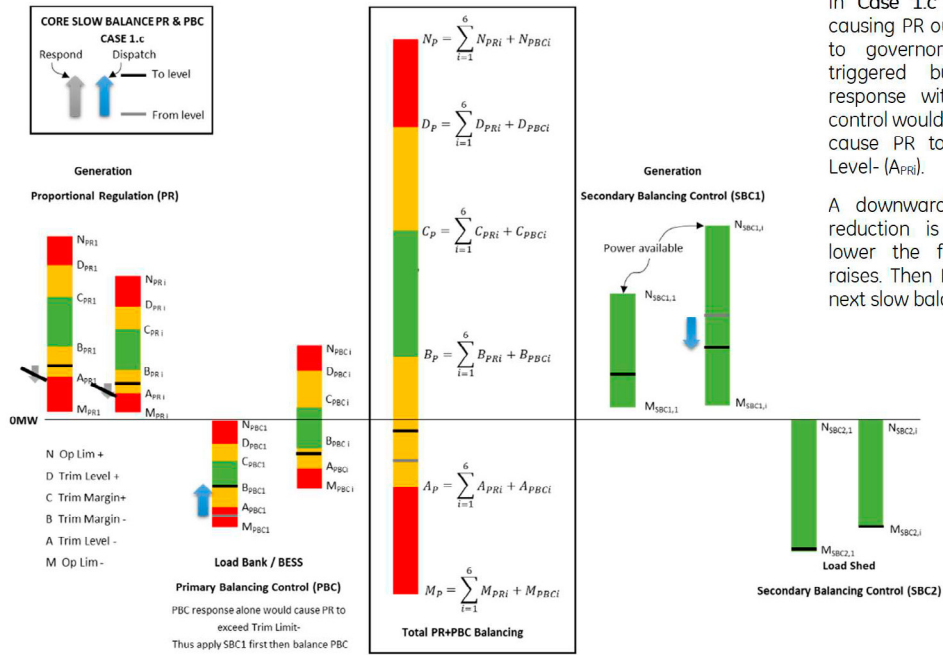 CORE SLOW BALANCE PR & PBC
CASE 1.c
Respond
Dispatch
To level
From level
Generation
Proportional Regulation (PR)
N_PR1
D_PR1
C_PR1
B_PR1
A_PR1
M_PR1
N_PR i
D_PR i
C_PR i
B_PR i
A_PR i
M_PR i
0MW
N Op Lim +
D Trim Level +
C Trim Margin+
B Trim Margin -
A Trim Level -
M Op Lim -
N_PBC1
D_PBC1
C_PBC1
B_PBC1
A_PBC1
M_PBC1
N_PBC i
D_PBC i
C_PBC i
B_PBC i
A_PBCi
M_PBC i
Load Bank / BESS
Primary Balancing Control (PBC)
PBC response alone would cause PR to
exceed Trim Limit-
Thus apply SBC1 first then balance PBC
N_P = ∑_{i=1}^{6} N_PRi + N_PBCi
D_P = ∑_{i=1}^{6} D_PRi + D_PBCi
C_P = ∑_{i=1}^{6} C_PRi + C_PBCi
B_P = ∑_{i=1}^{6} B_PRi + B_PBCi
A_P = ∑_{i=1}^{6} A_PRi + A_PBCi
M_P = ∑_{i=1}^{6} M_PRi + M_PBCi
Total PR+PBC Balancing
Generation
Secondary Balancing Control (SBC1)
Power available
N_SBC1,1
M_SBC1,1
N_SBC1,i
M_SBC1,i
N_SBC2,1
M_SBC2,1
N_SBC2,i
M_SBC2,i
Load Shed
Secondary Balancing Control (SBC2)
In Case 1.c
causing PR ou
to governor
triggered bu
response wit
control would
cause PR to
Level- (A_PRi).
A downward
reduction is
lower the f
raises. Then
next slow bala